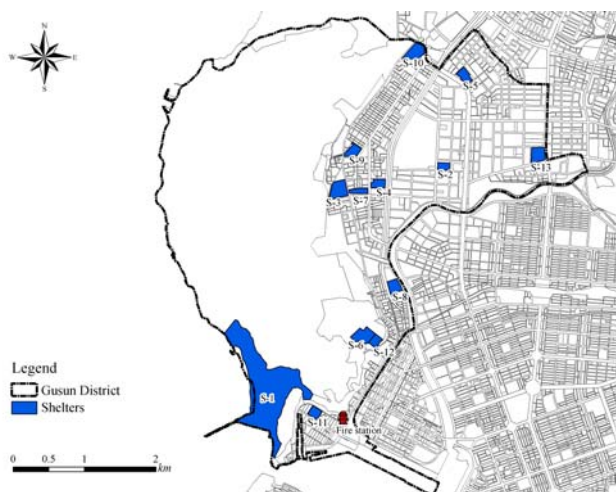 N
W E
S
S-10
S-5
S-9
S-2
S-13
S-3
S-7
S-4
S-8
S-6
S-12
Legend
Gusun District
Shelters
S-1
S-11
Fire station
0 0.5 1 2
km